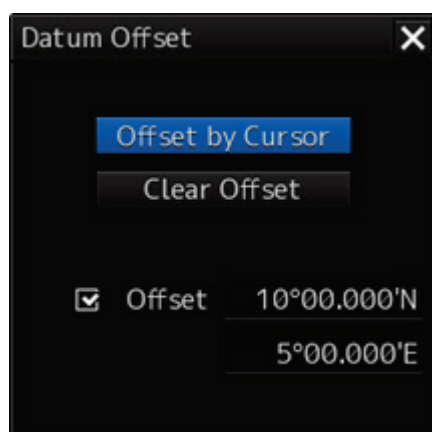 Datum Offset
Offset by Cursor
Clear Offset
Offset 10°00.000'N
5°00.000'E